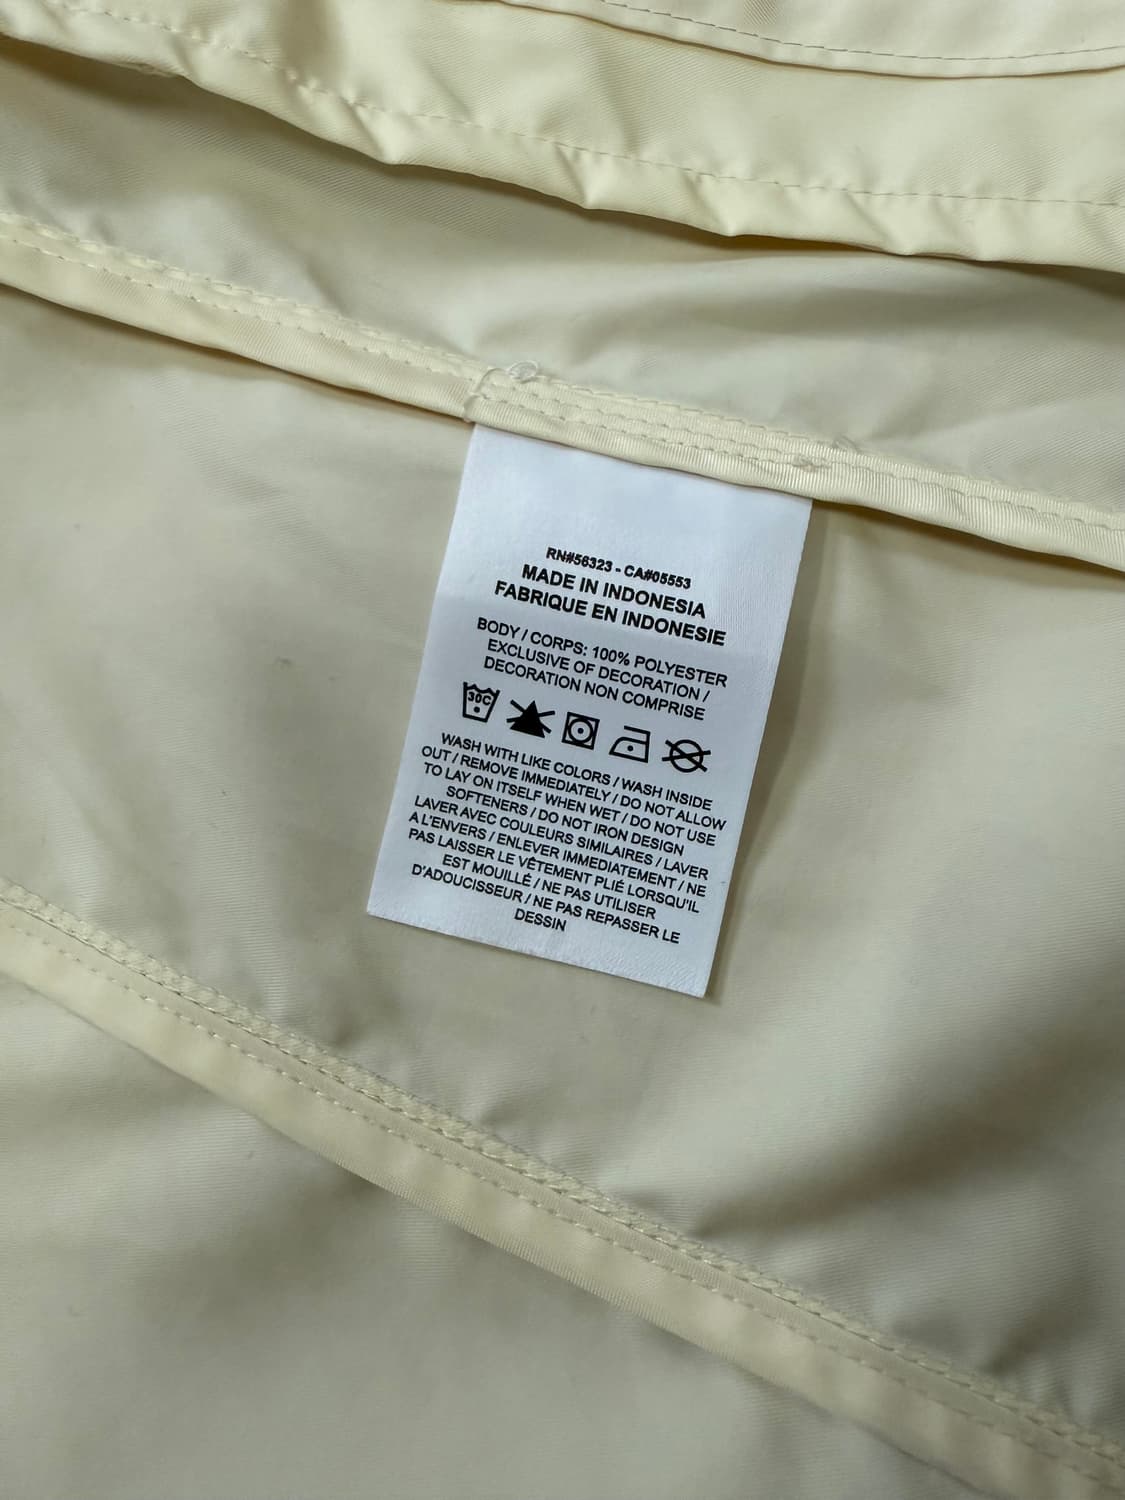 RN#56323 - CA#05553
MADE IN INDONESIA
FABRIQUE EN INDONESIE
BODY / CORPS: 100% POLYESTER
EXCLUSIVE OF DECORATION /
DECORATION NON COMPRISE
30C
WASH WITH LIKE COLORS / WASH INSIDE
OUT / REMOVE IMMEDIATELY / DO NOT ALLOW
TO LAY ON ITSELF WHEN WET / DO NOT USE
SOFTENERS / DO NOT IRON DESIGN
LAVER AVEC COULEURS SIMILAIRES / LAVER
A L'ENVERS / ENLEVER IMMEDIATEMENT / NE
PAS LAISSER LE VÊTEMENT PLIÉ LORSQU'IL
EST MOUILLÉ / NE PAS UTILISER
D'ADOUCISSEUR / NE PAS REPASSER LE
DESSIN